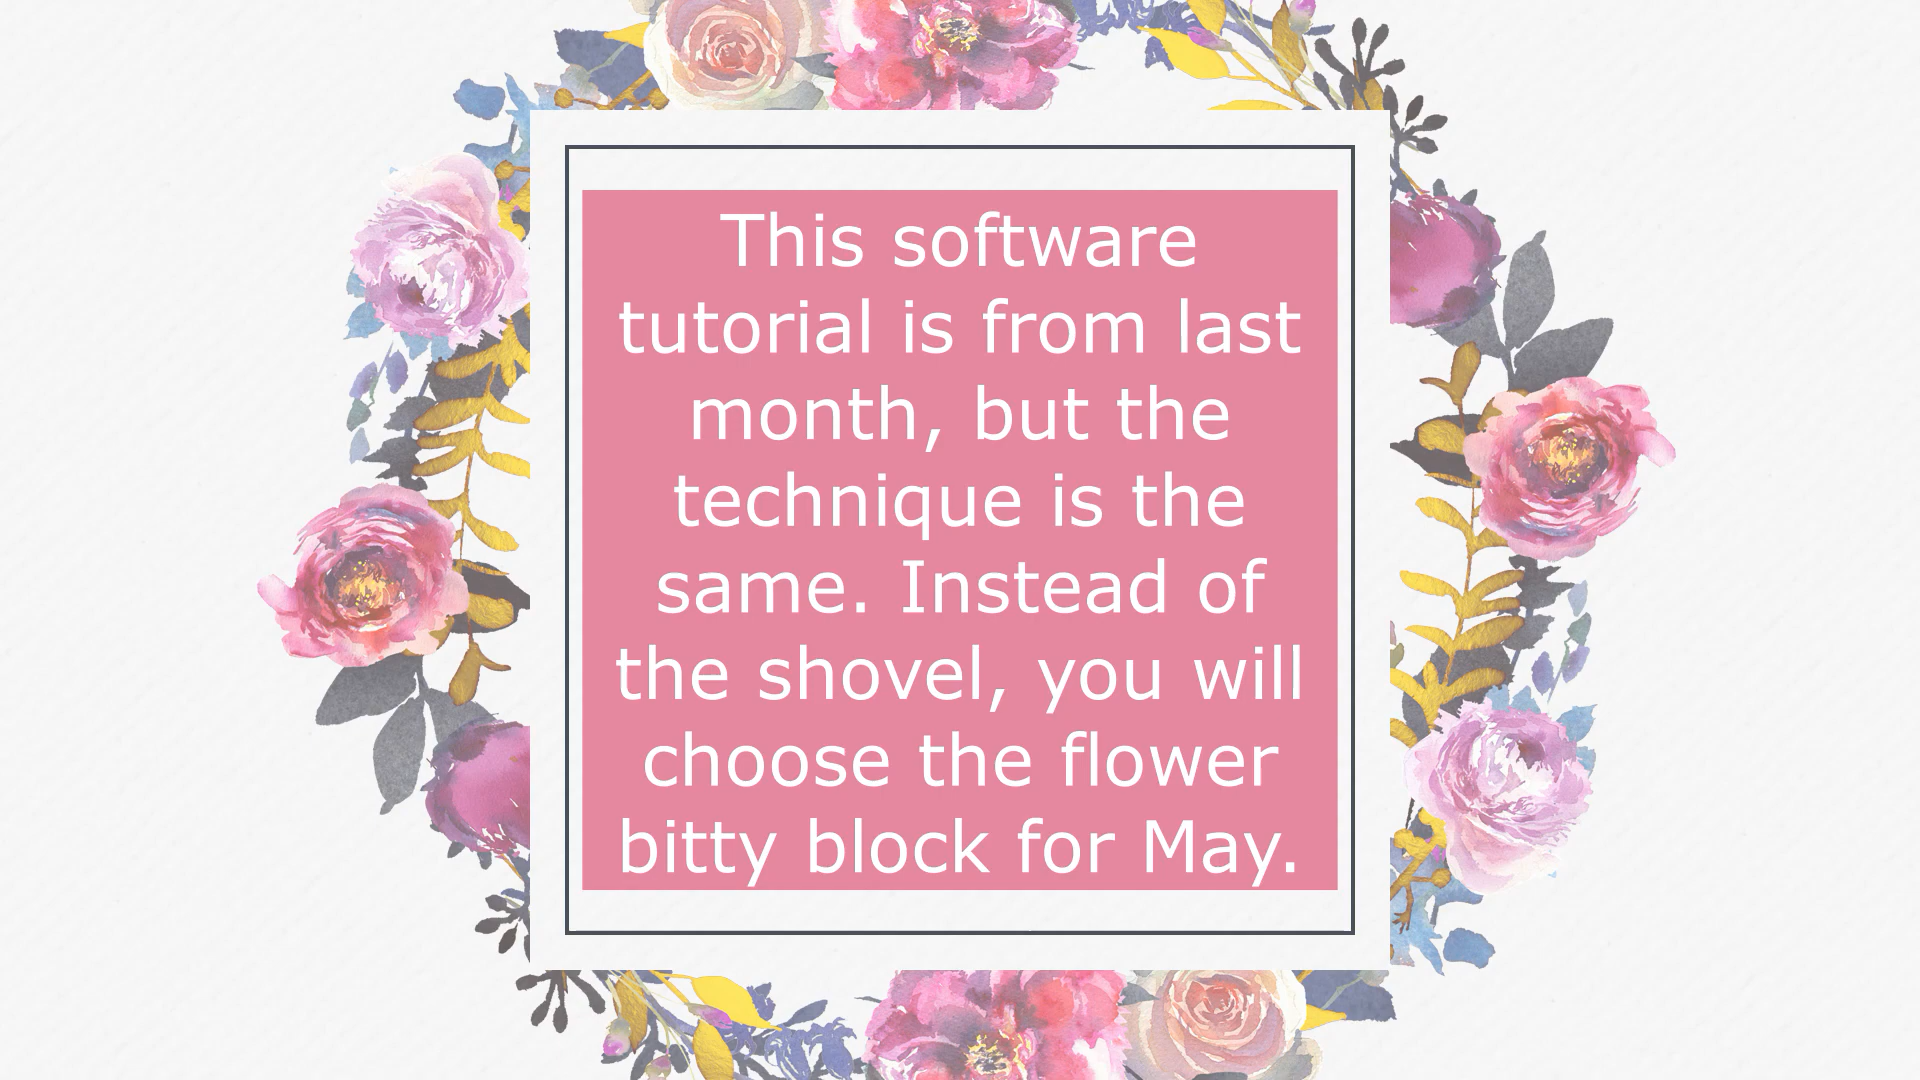 This software
tutorial is from last
month, but the
technique is the
same. Instead of
the shovel, you will
choose the flower
bitty block for May.